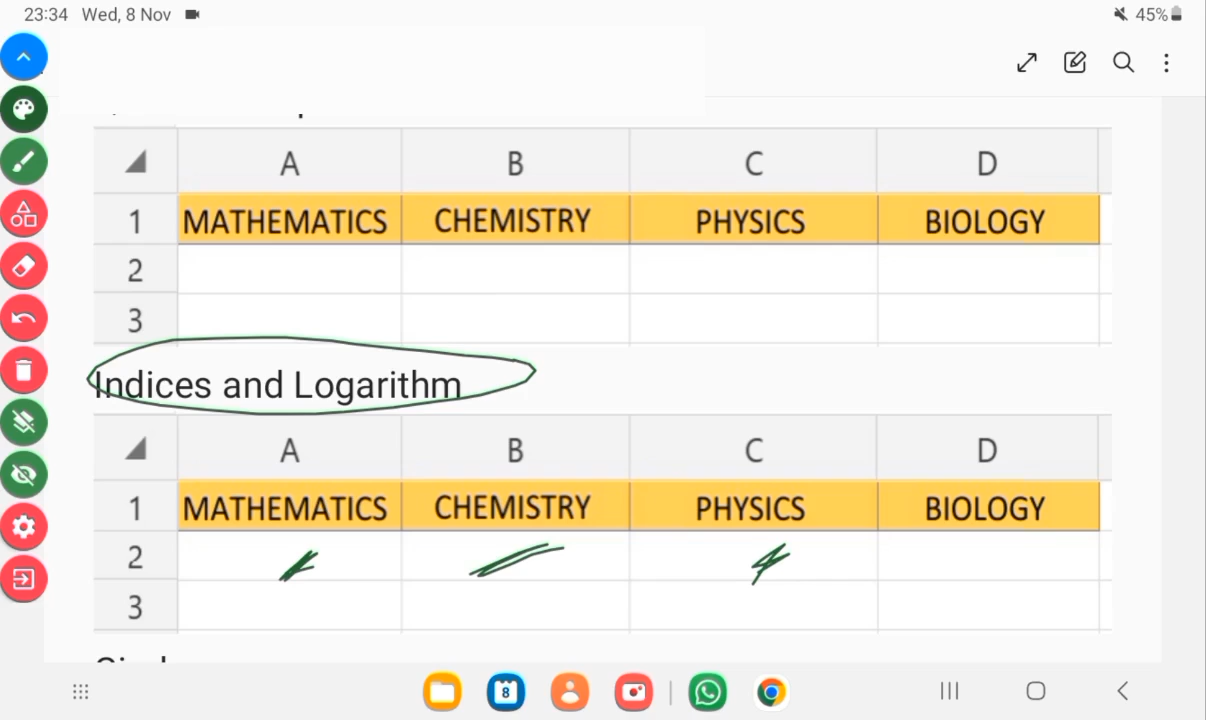 23:34 Wed, 8 Nov 45%
A B C D
1 MATHEMATICS CHEMISTRY PHYSICS BIOLOGY
2
3
Indices and Logarithm
A B C D
1 MATHEMATICS CHEMISTRY PHYSICS BIOLOGY
2
3
8